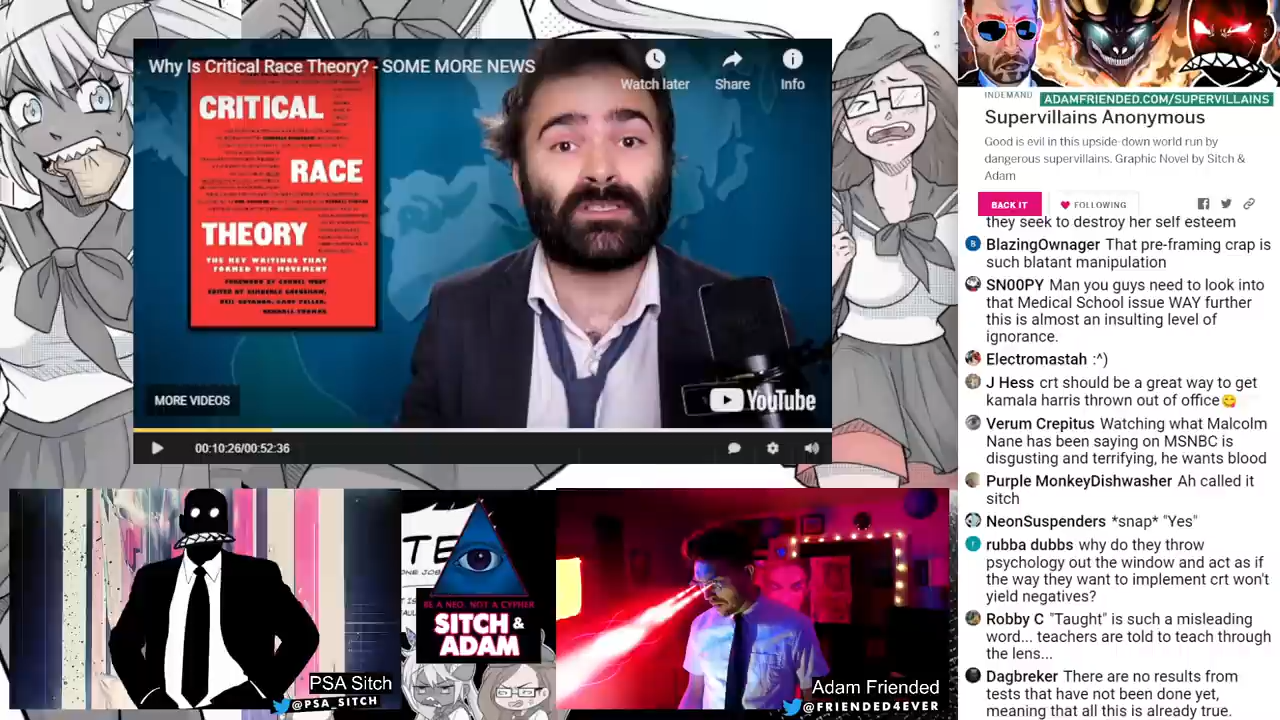 Why Is Critical Race Theory? - SOME MORE NEWS
Watch later
Share
Info
CRITICAL
RACE
THEORY
THE KEY WRITINGS THAT
FORMED THE MOVEMENT
MORE VIDEOS
YouTube
00:10:26/00:52:36
PSA Sitch
@PSA_SITCH
BE A NEO, NOT A CYPHER
SITCH &
ADAM
Adam Friended
@FRIENDED4EVER
INDEMAND
ADAMFRIENDED.COM/SUPERVILLAINS
Supervillains Anonymous
Good is evil in this upside-down world run by
dangerous supervillains. Graphic Novel by Sitch &
Adam
BACK IT
FOLLOWING
they seek to destroy her self esteem
BlazingOwnager That pre-framing crap is
such blatant manipulation
SN00PY Man you guys need to look into
that Medical School issue WAY further
this is almost an insulting level of
ignorance.
Electromastah :^)
J Hess crt should be a great way to get
kamala harris thrown out of office
Verum Crepitus Watching what Malcolm
Nane has been saying on MSNBC is
disgusting and terrifying, he wants blood
Purple MonkeyDishwasher Ah called it
sitch
NeonSuspenders *snap* "Yes"
rubba dubbs why do they throw
psychology out the window and act as if
the way they want to implement crt won't
yield negatives?
Robby C "Taught" is such a misleading
word... teachers are told to teach through
the lens...
Dagbreker There are no results from
tests that have not been done yet,
meaning that all this is already true.